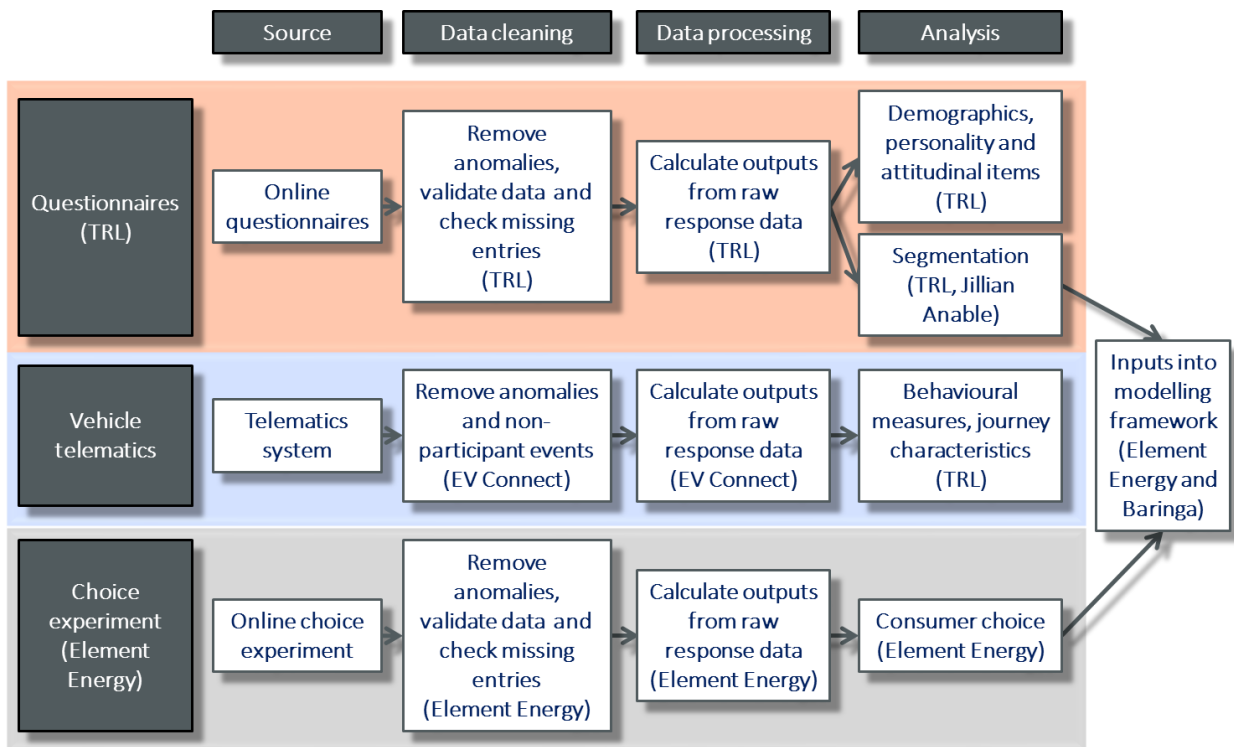 Source
Data cleaning
Data processing
Analysis
Questionnaires
(TRL)
Online
questionnaires
Remove
anomalies,
validate data and
check missing
entries
(TRL)
Calculate outputs
from raw
response data
(TRL)
Demographics,
personality and
attitudinal items
(TRL)
Segmentation
(TRL, Jillian
Anable)
Vehicle
telematics
Telematics
system
Remove anomalies
and non-
participant events
(EV Connect)
Calculate outputs
from raw
response data
(EV Connect)
Behavioural
measures, journey
characteristics
(TRL)
Inputs into
modelling
framework
(Element
Energy and
Baringa)
Choice
experiment
(Element
Energy)
Online choice
experiment
Remove
anomalies,
validate data and
check missing
entries
(Element Energy)
Calculate outputs
from raw
response data
(Element Energy)
Consumer choice
(Element Energy)